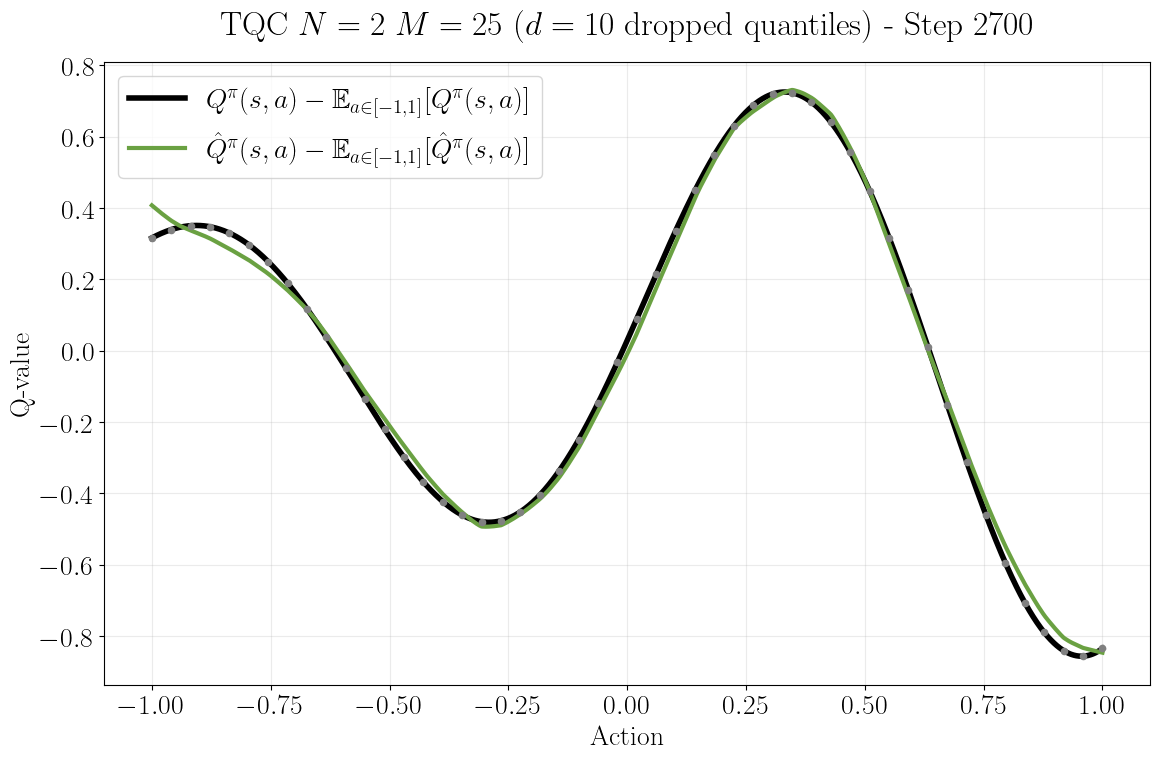 TQC N = 2 M = 25 (d = 10 dropped quantiles) - Step 2700
Q^π(s, a) − 𝔼_{a∈[−1,1]}[Q^π(s, a)]
Q̂^π(s, a) − 𝔼_{a∈[−1,1]}[Q̂^π(s, a)]
0.8
0.6
0.4
0.2
0.0
−0.2
−0.4
−0.6
−0.8
Q-value
−1.00 −0.75 −0.50 −0.25 0.00 0.25 0.50 0.75 1.00
Action